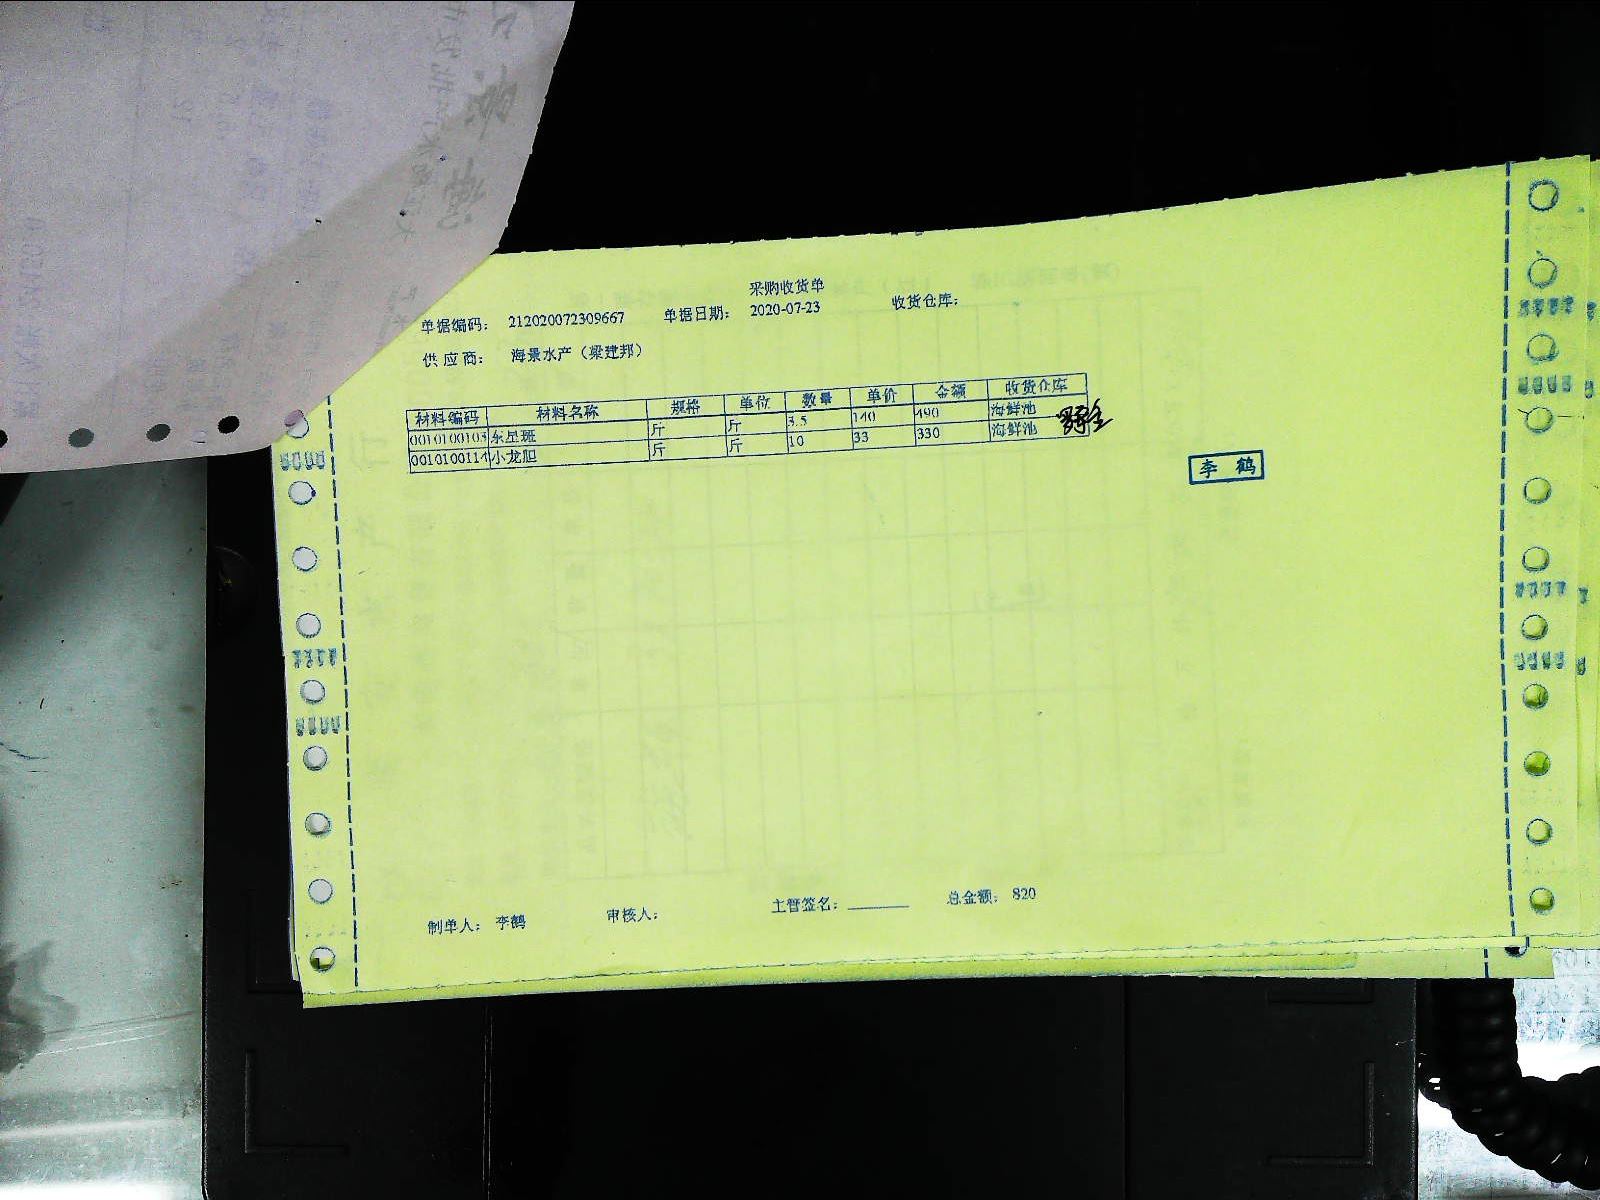 采购收货单
单据编码： 212020072309667 单据日期： 2020-07-23 收货仓库：
供应商： 海景水产（梁建邦）
材料编码 材料名称 规格 单位 数量 单价 金额 收货仓库
0010100103 东星斑 斤 斤 3.5 140 490 海鲜池
0010100114 小龙胆 斤 斤 10 33 330 海鲜池
李 鹤
制单人： 李鹤 审核人： 主管签名： 总金额： 820